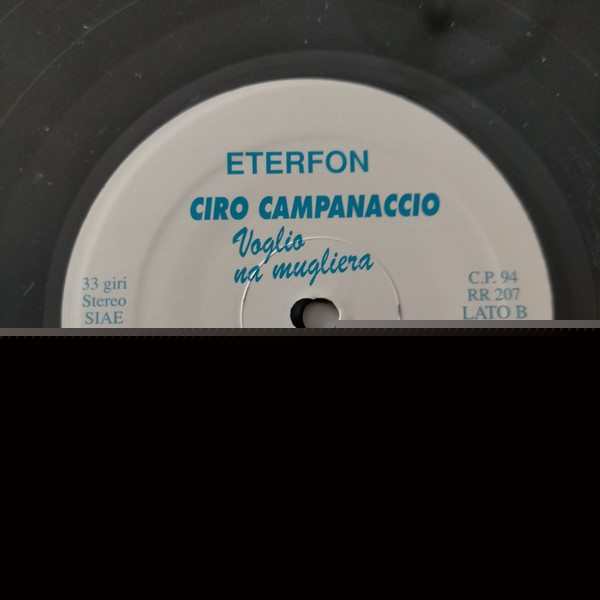 ETERFON
CIRO CAMPANACCIO
Voglio
na mugliera
33 giri
Stereo
SIAE
C.P. 94
RR 207
LATO B